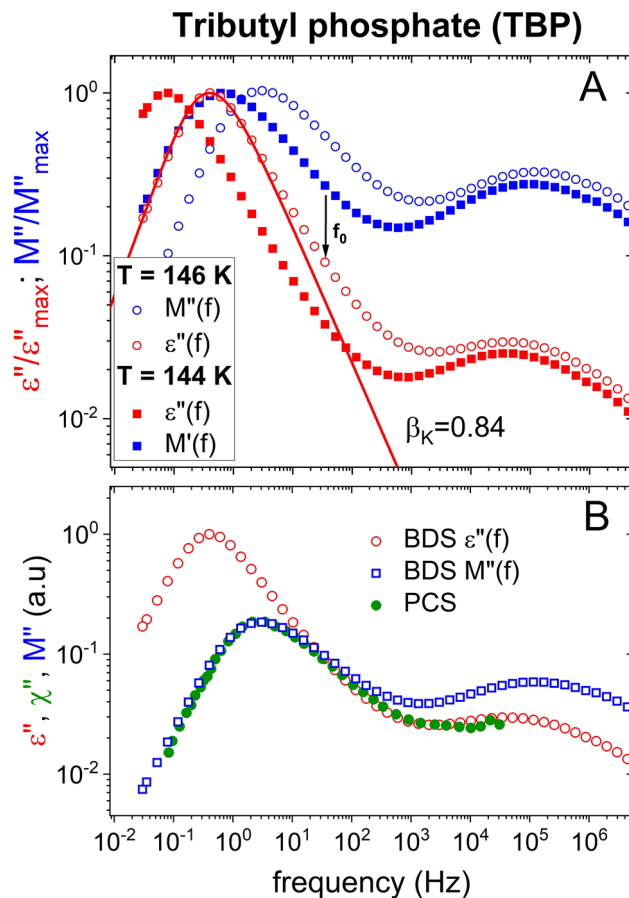 Tributyl phosphate (TBP)
A
10⁰
10⁻¹
10⁻²
ε"/ε"max; M"/M"max
f₀
T = 146 K
M"(f)
ε"(f)
T = 144 K
ε"(f)
M'(f)
βK=0.84
B
10⁰
10⁻¹
10⁻²
ε", χ", M" (a.u)
BDS ε"(f)
BDS M"(f)
PCS
10⁻² 10⁻¹ 10⁰ 10¹ 10² 10³ 10⁴ 10⁵ 10⁶
frequency (Hz)